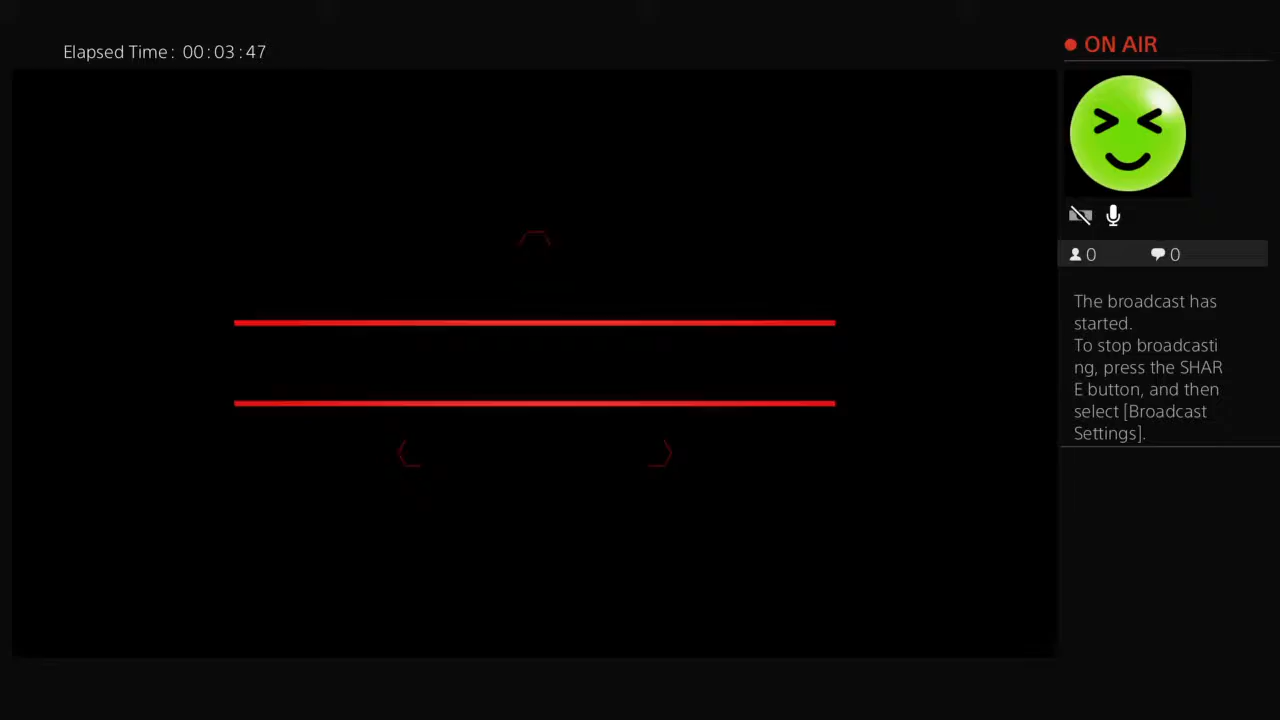 Elapsed Time: 00:03:47
ON AIR
0
0
The broadcast has
started.
To stop broadcasti
ng, press the SHAR
E button, and then
select [Broadcast
Settings].